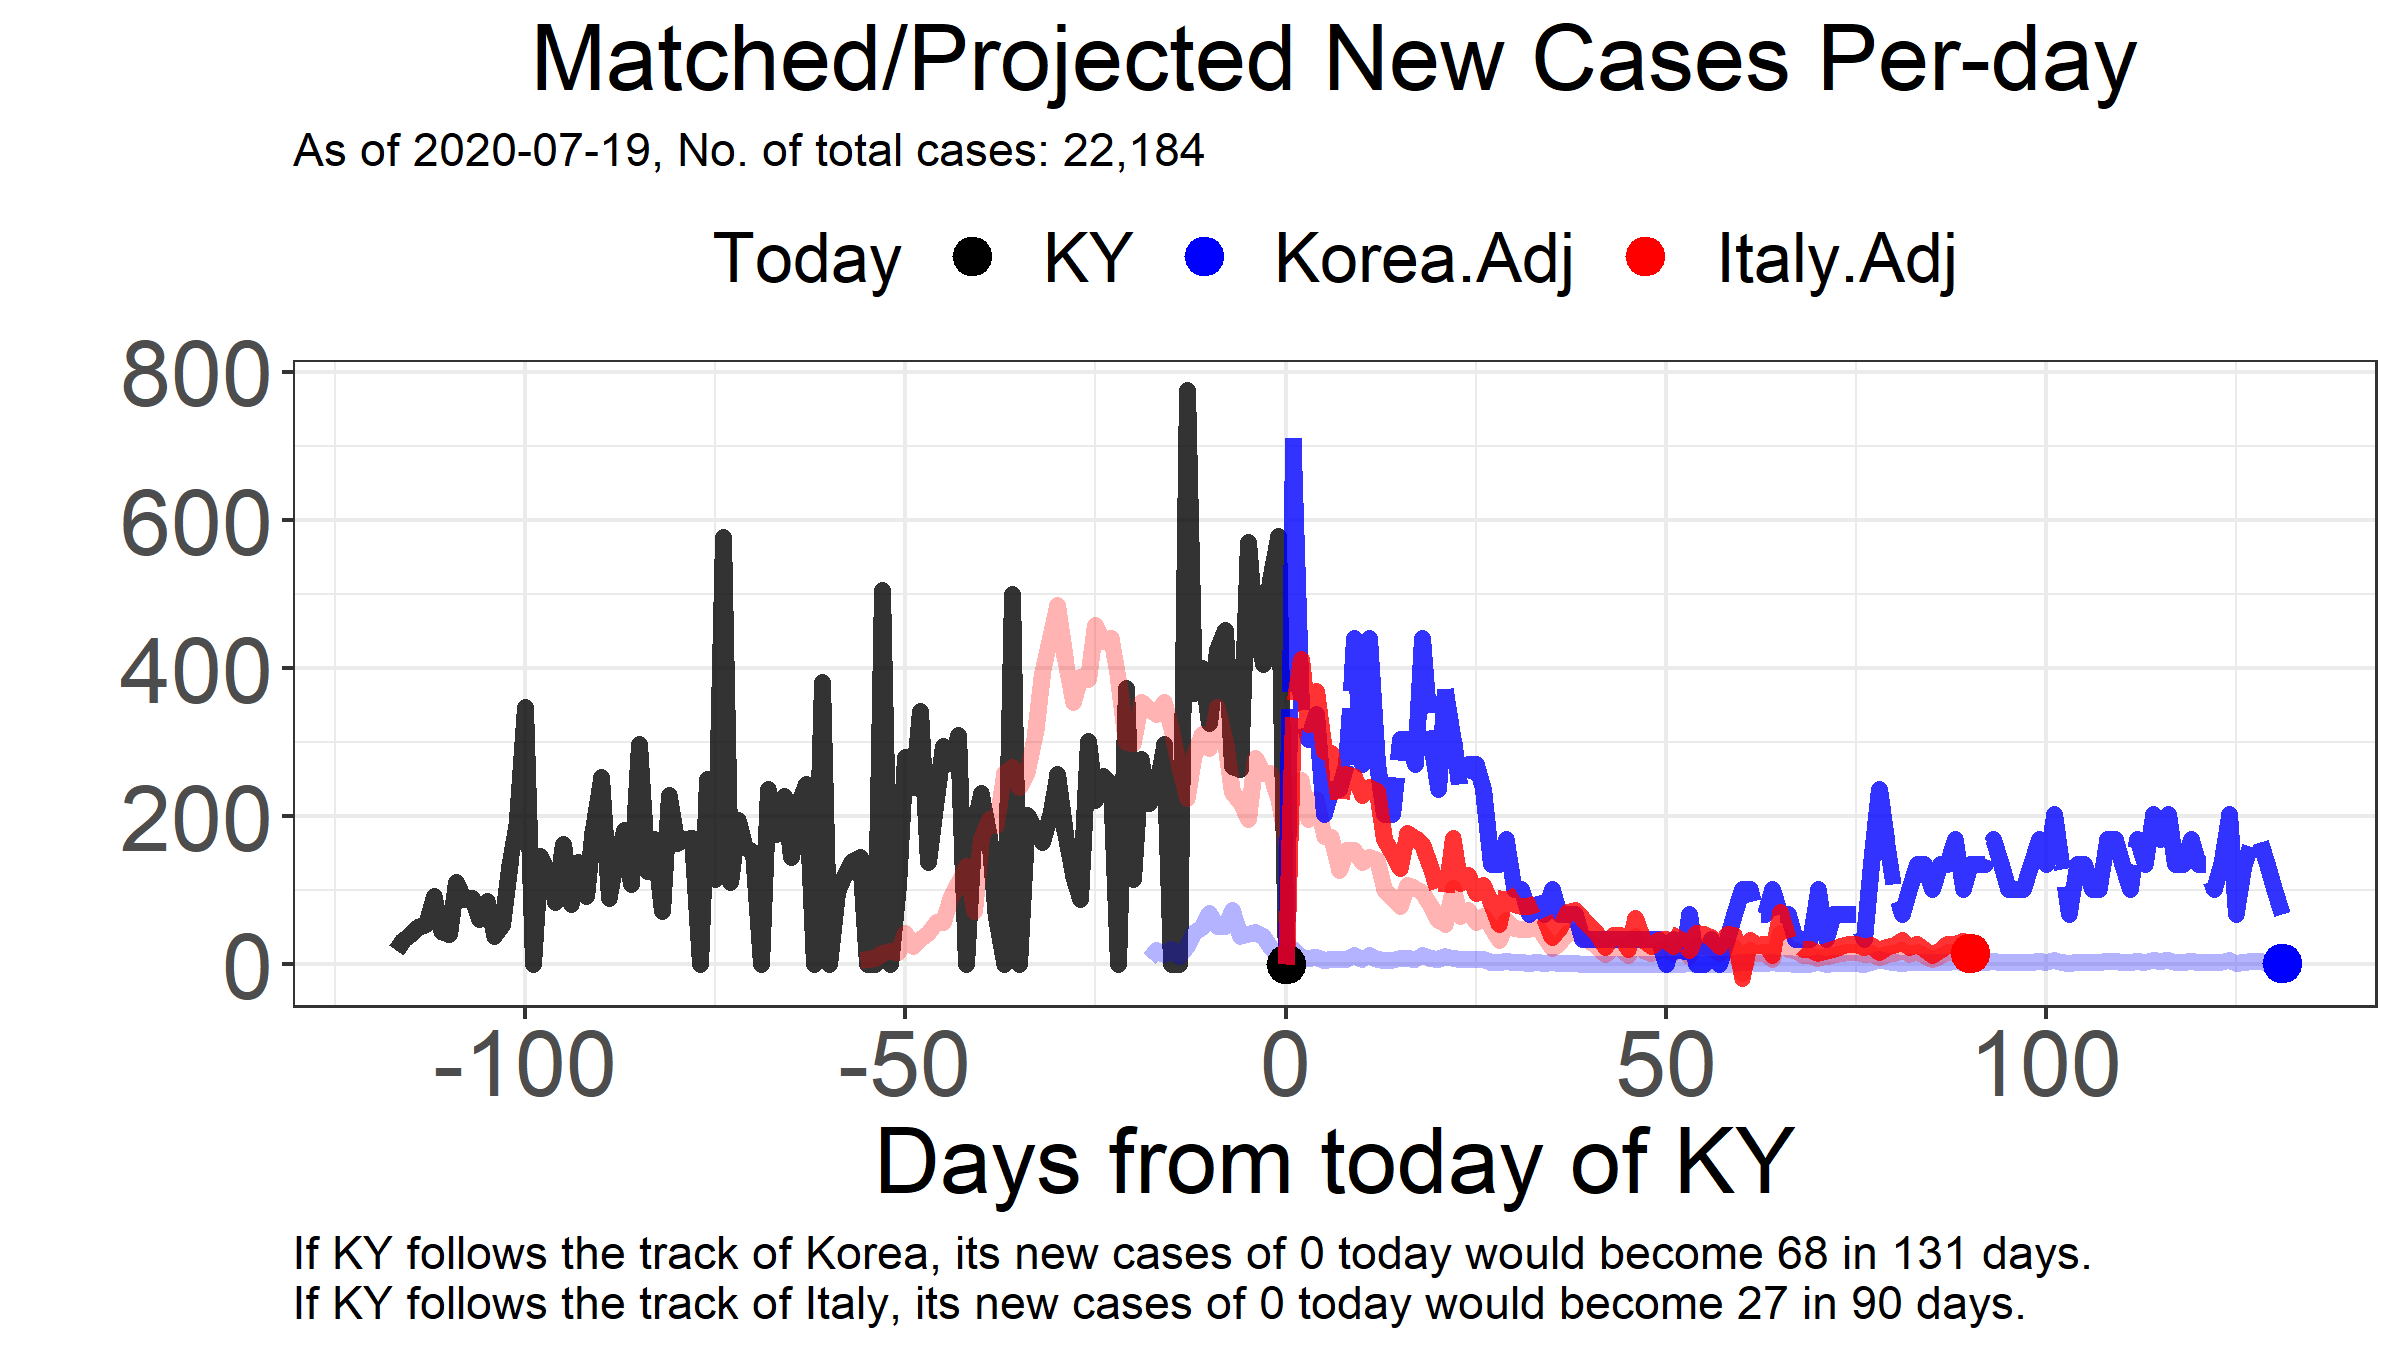 Matched/Projected New Cases Per-day
As of 2020-07-19, No. of total cases: 22,184
Today KY Korea.Adj Italy.Adj
800
600
400
200
0
-100 -50 0 50 100
Days from today of KY
If KY follows the track of Korea, its new cases of 0 today would become 68 in 131 days.
If KY follows the track of Italy, its new cases of 0 today would become 27 in 90 days.